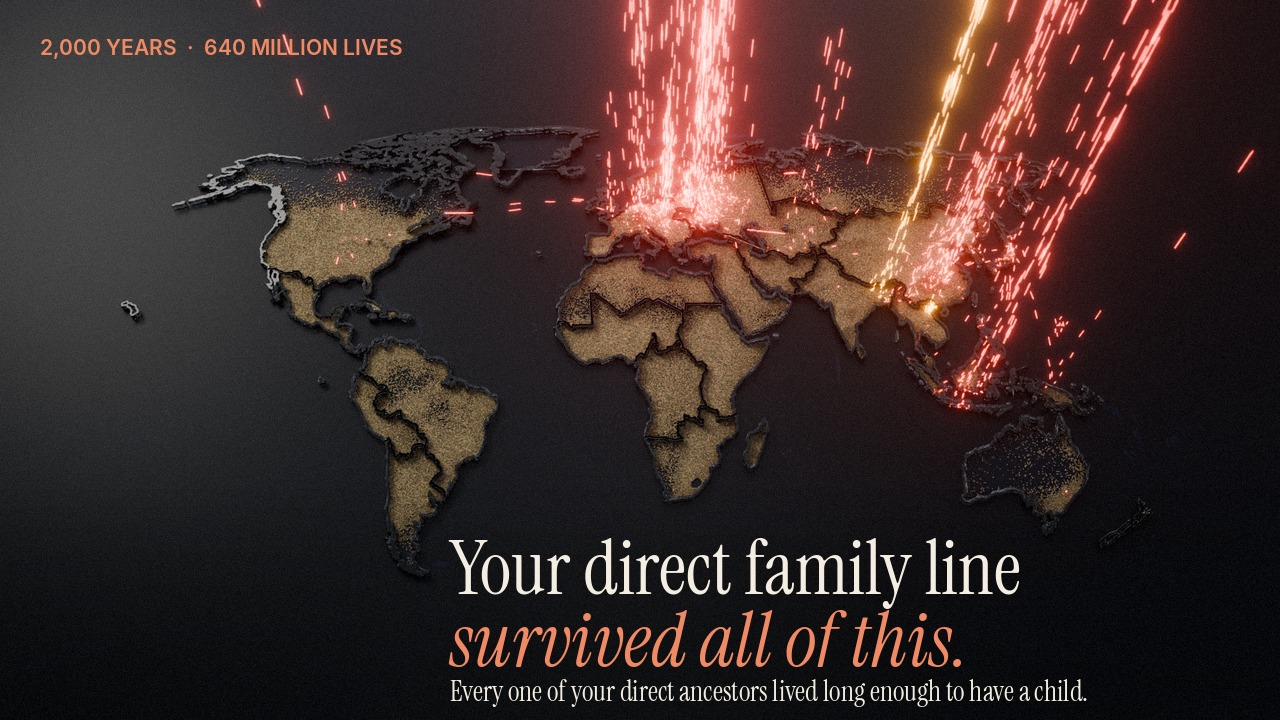 2,000 YEARS · 640 MILLION LIVES
Your direct family line
survived all of this.
Every one of your direct ancestors lived long enough to have a child.